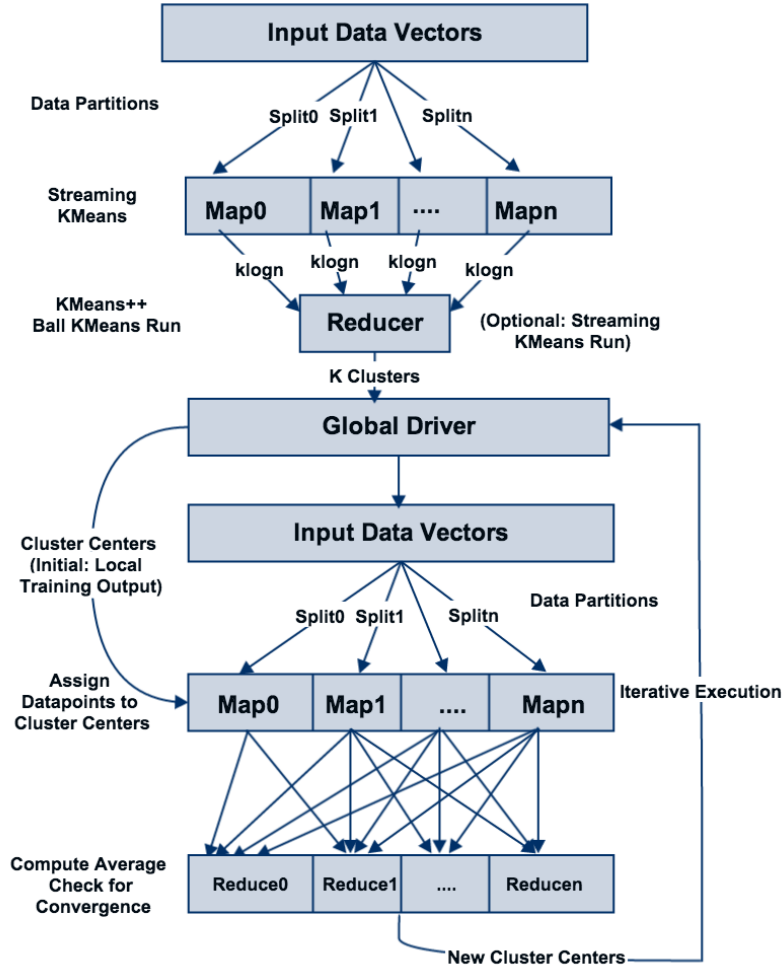 Input Data Vectors
Data Partitions
Split0
Split1
Splitn
Streaming
KMeans
Map0
Map1
....
Mapn
klogn
klogn
klogn
klogn
KMeans++
Ball KMeans Run
Reducer
(Optional: Streaming
KMeans Run)
K Clusters
Global Driver
Input Data Vectors
Cluster Centers
(Initial: Local
Training Output)
Split0
Split1
Splitn
Data Partitions
Assign
Datapoints to
Cluster Centers
Map0
Map1
....
Mapn
Iterative Execution
Compute Average
Check for
Convergence
Reduce0
Reduce1
....
Reducen
New Cluster Centers